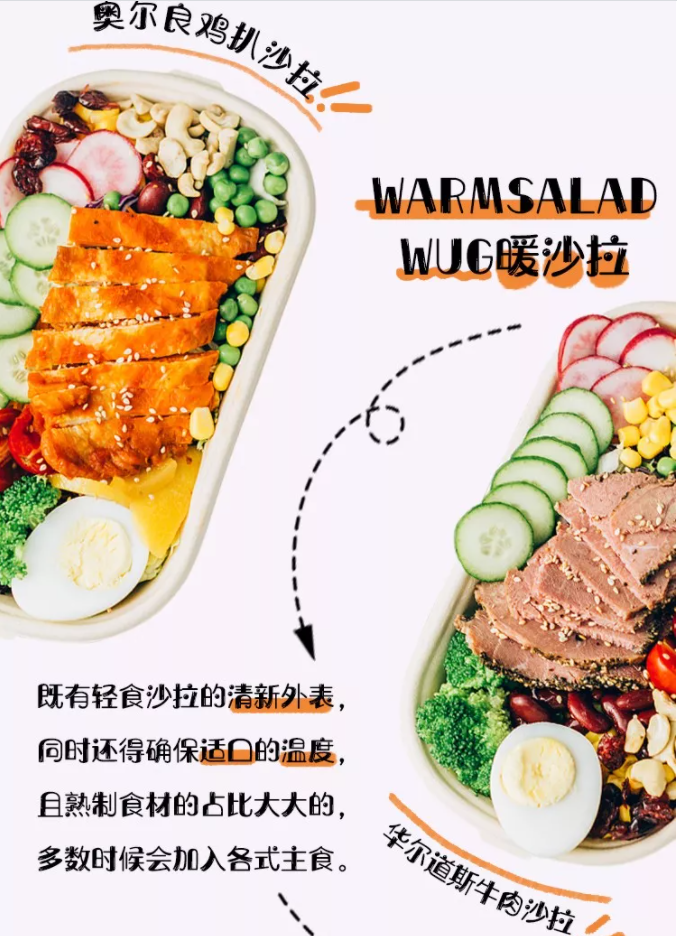 奥尔良鸡扒沙拉!!
WARMSALAD
WUG暖沙拉
既有轻食沙拉的清新外表，
同时还得确保适口的温度，
且熟制食材的占比大大的，
多数时候会加入各式主食。
华尔道斯牛肉沙拉